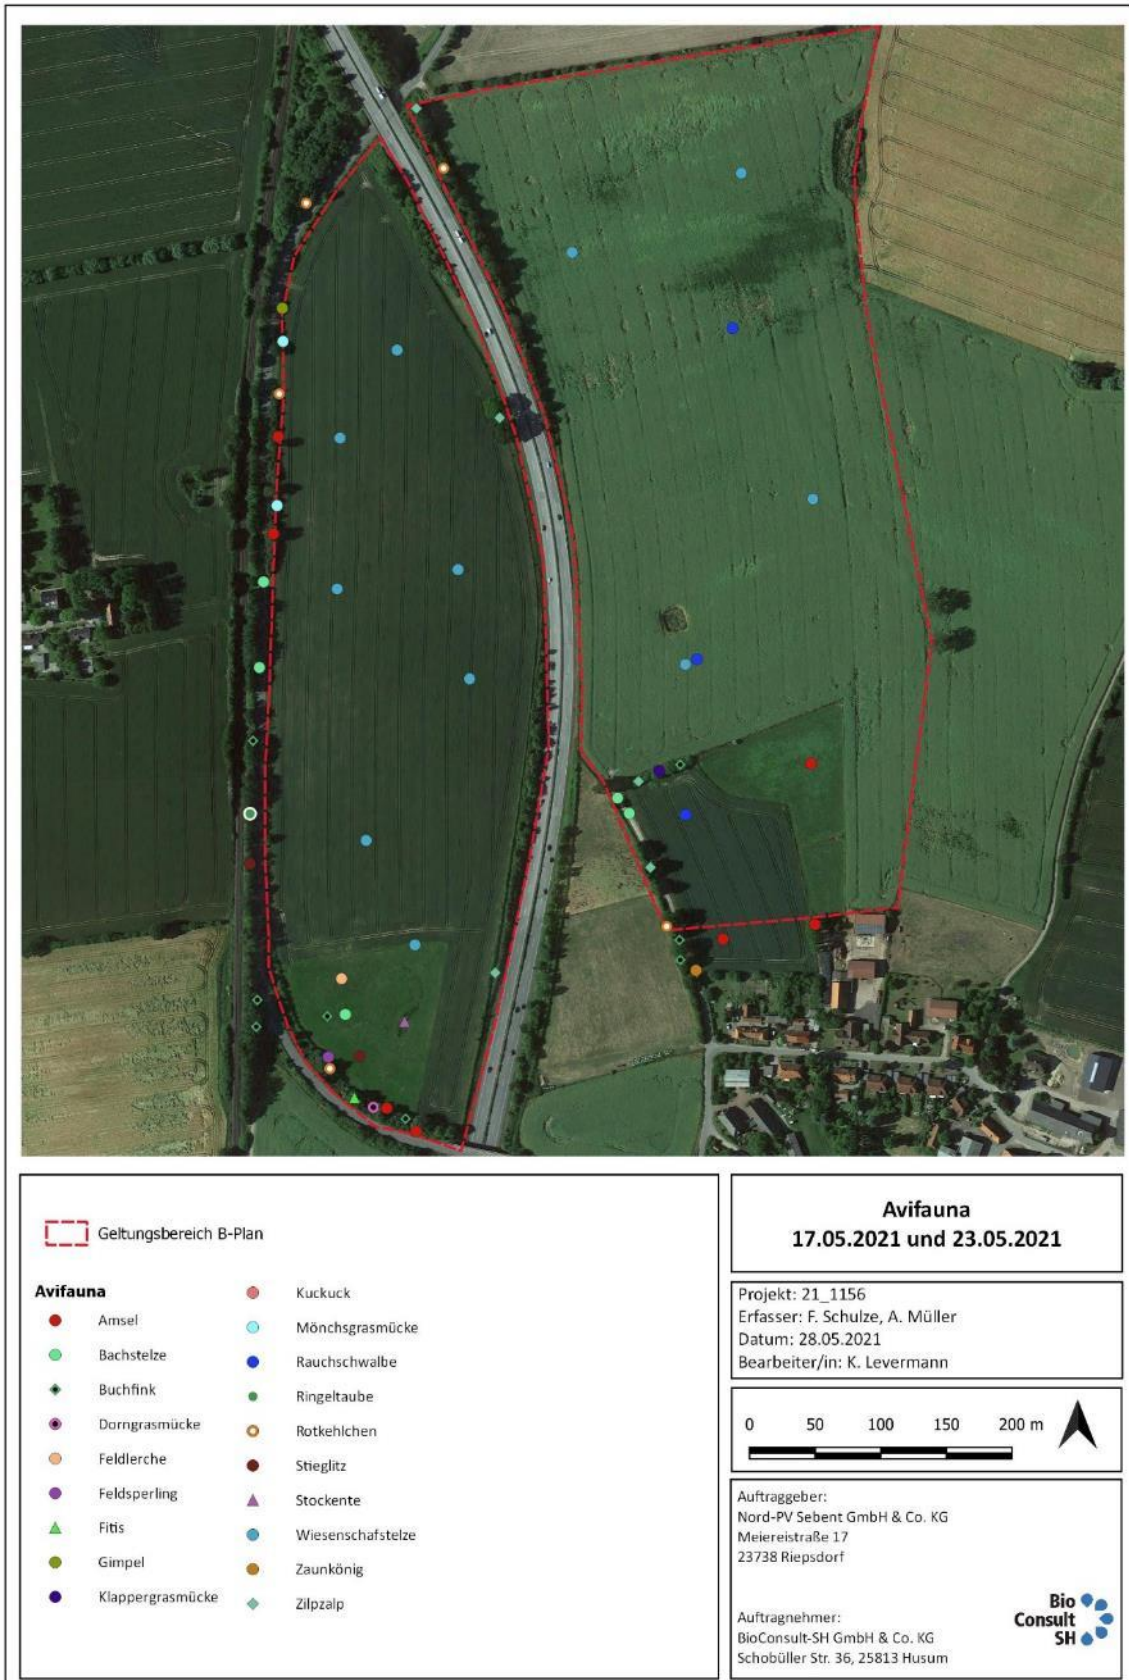 Geltungsbereich B-Plan
Avifauna
Amsel
Bachstelze
Buchfink
Dorngrasmücke
Feldlerche
Feldsperling
Fitis
Gimpel
Klappergrasmücke
Kuckuck
Mönchsgrasmücke
Rauchschwalbe
Ringeltaube
Rotkehlchen
Stieglitz
Stockente
Wiesenschafstelze
Zaunkönig
Zilpzalp
Avifauna
17.05.2021 und 23.05.2021
Projekt: 21_1156
Erfasser: F. Schulze, A. Müller
Datum: 28.05.2021
Bearbeiter/in: K. Levermann
0 50 100 150 200 m
Auftraggeber:
Nord-PV Sebent GmbH & Co. KG
Meiereistraße 17
23738 Riepsdorf
Auftragnehmer:
BioConsult-SH GmbH & Co. KG
Schobüller Str. 36, 25813 Husum
Bio
Consult
SH